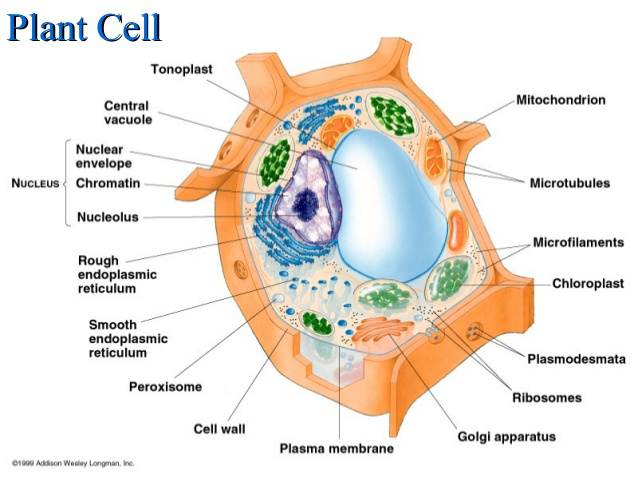 Plant Cell
Tonoplast
Central
vacuole
Nuclear
envelope
NUCLEUS
Chromatin
Nucleolus
Rough
endoplasmic
reticulum
Smooth
endoplasmic
reticulum
Peroxisome
Cell wall
Plasma membrane
Mitochondrion
Microtubules
Microfilaments
Chloroplast
Plasmodesmata
Ribosomes
Golgi apparatus
©1999 Addison Wesley Longman, Inc.